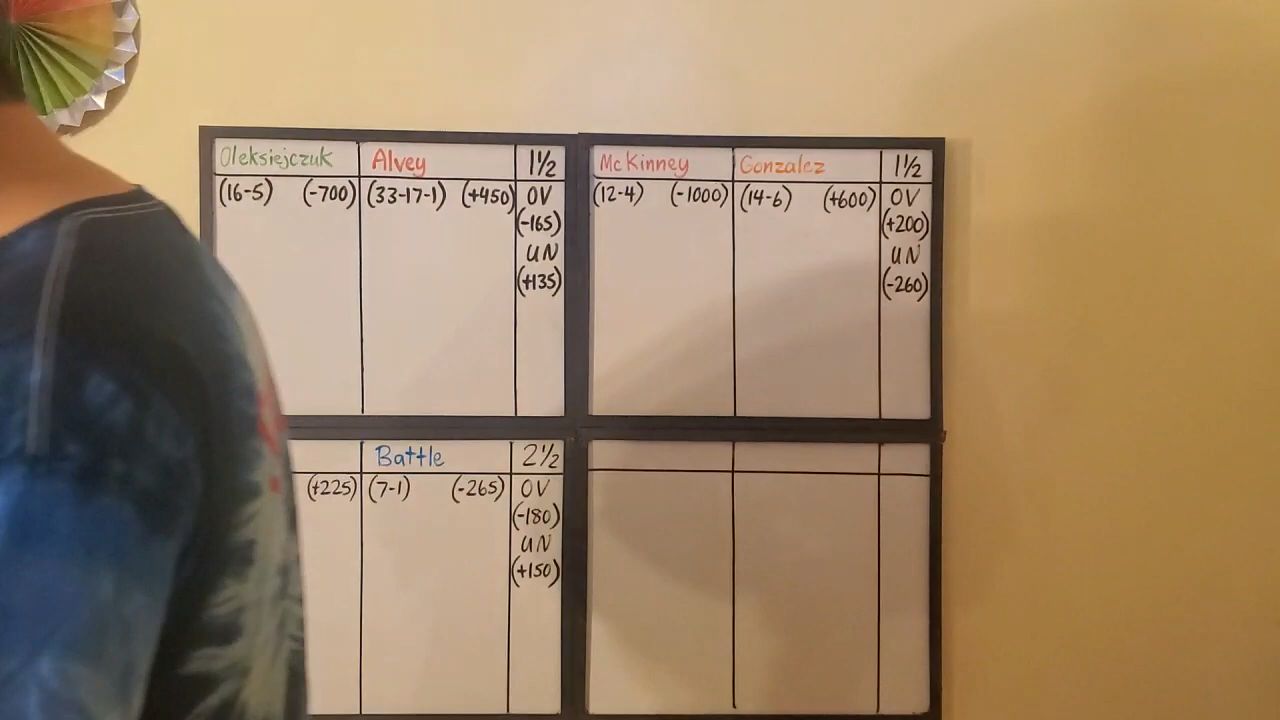 Oleksiejczuk Alvey 1½
(16-5) (-700) (33-17-1) (+450) OV
(-165)
UN
(+135)
McKinney Gonzalez 1½
(12-4) (-1000) (14-6) (+600) OV
(+200)
UN
(-260)
Battle 2½
(+225) (7-1) (-265) OV
(-180)
UN
(+150)